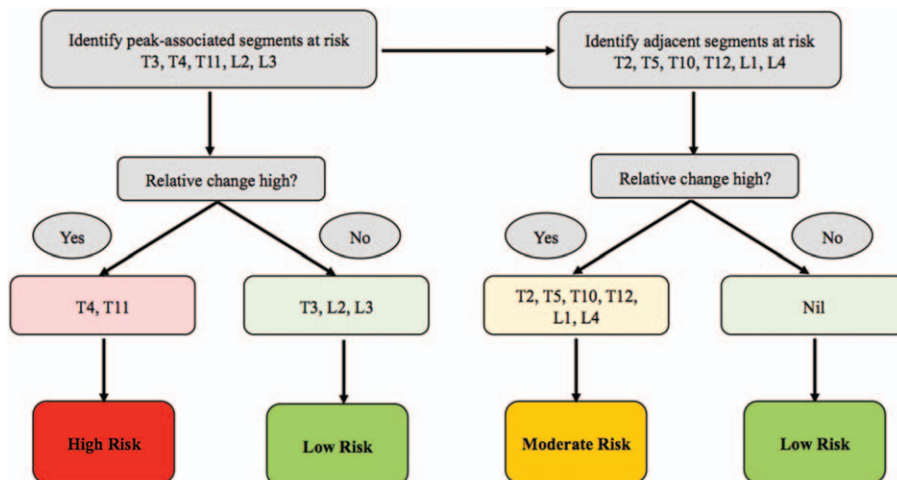 Identify peak-associated segments at risk
T3, T4, T11, L2, L3
Identify adjacent segments at risk
T2, T5, T10, T12, L1, L4
Relative change high?
Relative change high?
Yes
No
Yes
No
T4, T11
T3, L2, L3
T2, T5, T10, T12,
L1, L4
Nil
High Risk
Low Risk
Moderate Risk
Low Risk